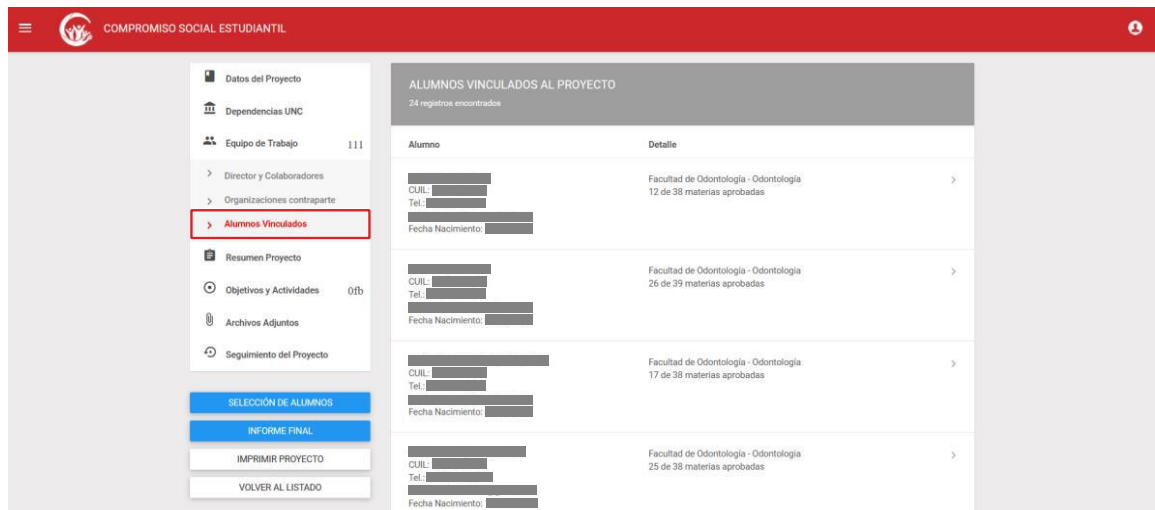 COMPROMISO SOCIAL ESTUDIANTIL
Datos del Proyecto
Dependencias UNC
Equipo de Trabajo 111
Director y Colaboradores
Organizaciones contraparte
Alumnos Vinculados
Resumen Proyecto
Objetivos y Actividades 0fb
Archivos Adjuntos
Seguimiento del Proyecto
SELECCIÓN DE ALUMNOS
INFORME FINAL
IMPRIMIR PROYECTO
VOLVER AL LISTADO
ALUMNOS VINCULADOS AL PROYECTO
24 registros encontrados
Alumno Detalle
CUIL:
Tel.:
Fecha Nacimiento:
Facultad de Odontología - Odontología
12 de 38 materias aprobadas
CUIL:
Tel.:
Fecha Nacimiento:
Facultad de Odontología - Odontologia
26 de 39 materias aprobadas
CUIL:
Tel.:
Fecha Nacimiento:
Facultad de Odontología - Odontología
17 de 38 materias aprobadas
CUIL:
Tel.:
Fecha Nacimiento:
Facultad de Odontología - Odontologia
25 de 38 materias aprobadas